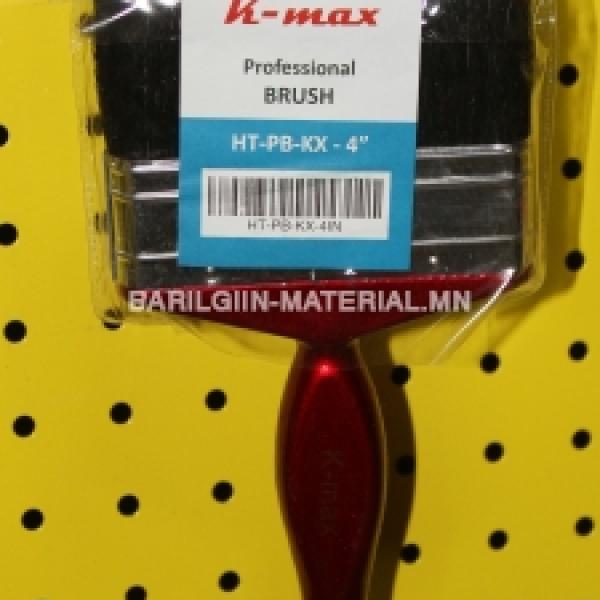 K-max
Professional
BRUSH
HT-PB-KX - 4"
HT-PB-KX-4IN
BARILGIIN-MATERIAL.MN
K-max